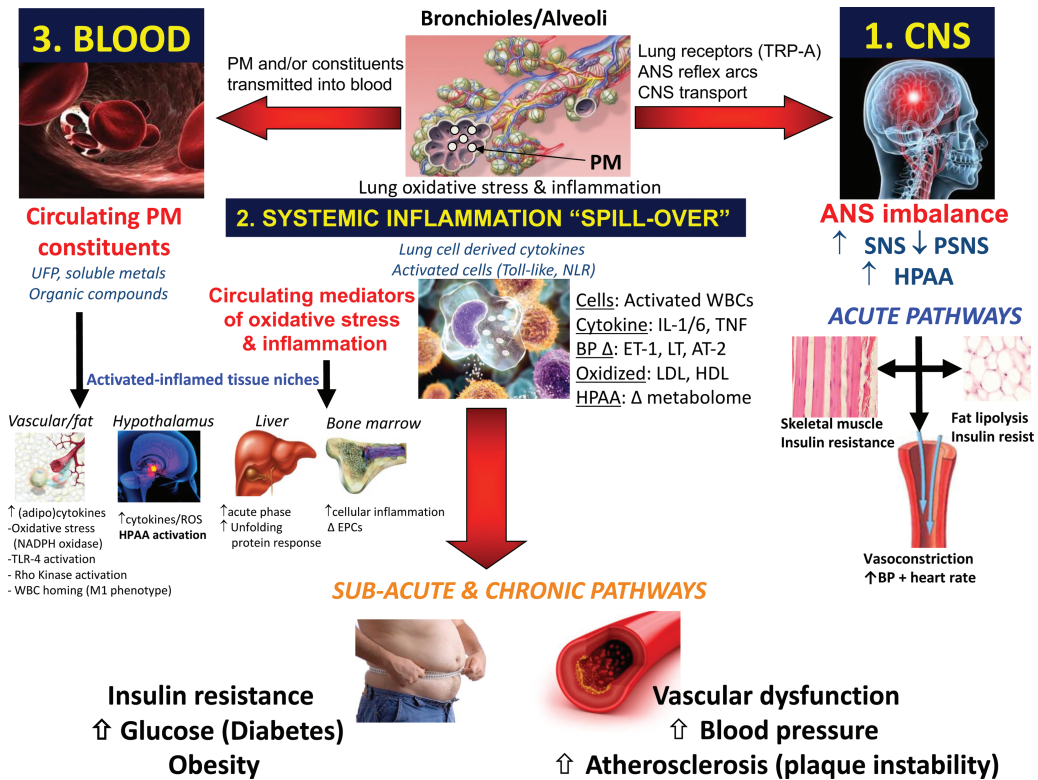 Bronchioles/Alveoli
3. BLOOD
1. CNS
PM and/or constituents
transmitted into blood
Lung receptors (TRP-A)
ANS reflex arcs
CNS transport
PM
Lung oxidative stress & inflammation
2. SYSTEMIC INFLAMMATION “SPILL-OVER”
Circulating PM
constituents
UFP, soluble metals
Organic compounds
Lung cell derived cytokines
Activated cells (Toll-like, NLR)
Circulating mediators
of oxidative stress
& inflammation
Cells: Activated WBCs
Cytokine: IL-1/6, TNF
BP Δ: ET-1, LT, AT-2
Oxidized: LDL, HDL
HPAA: Δ metabolome
ANS imbalance
↑ SNS ↓ PSNS
↑ HPAA
ACUTE PATHWAYS
Skeletal muscle
Insulin resistance
Fat lipolysis
Insulin resist
Vasoconstriction
↑BP + heart rate
Activated-inflamed tissue niches
Vascular/fat
↑ (adipo)cytokines
-Oxidative stress
(NADPH oxidase)
-TLR-4 activation
- Rho Kinase activation
- WBC homing (M1 phenotype)
Hypothalamus
↑cytokines/ROS
HPAA activation
Liver
↑acute phase
↑ Unfolding
protein response
Bone marrow
↑cellular inflammation
Δ EPCs
SUB-ACUTE & CHRONIC PATHWAYS
Insulin resistance
⇧ Glucose (Diabetes)
Obesity
Vascular dysfunction
⇧ Blood pressure
⇧ Atherosclerosis (plaque instability)